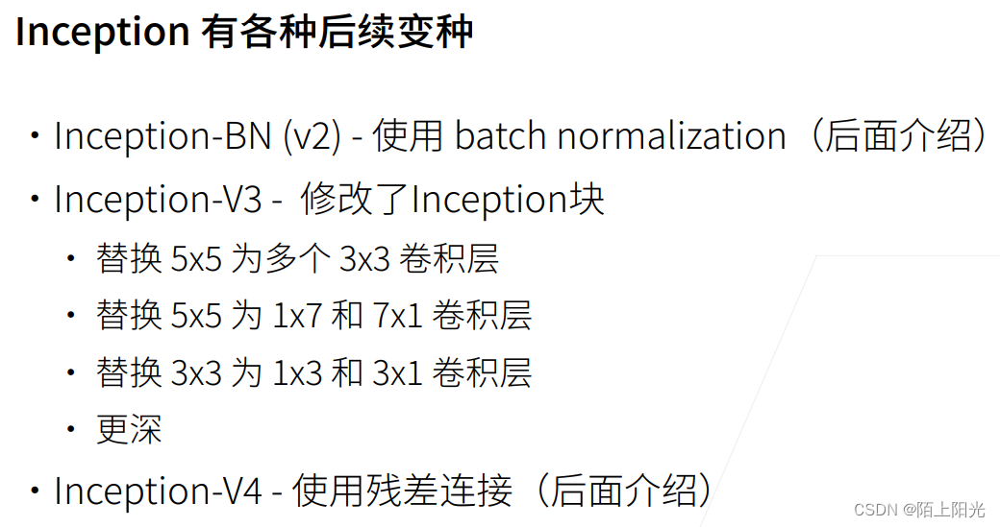 Inception 有各种后续变种
• Inception-BN (v2) - 使用 batch normalization（后面介绍）
• Inception-V3 - 修改了Inception块
• 替换 5x5 为多个 3x3 卷积层
• 替换 5x5 为 1x7 和 7x1 卷积层
• 替换 3x3 为 1x3 和 3x1 卷积层
• 更深
• Inception-V4 - 使用残差连接（后面介绍）
CSDN @陌上阳光